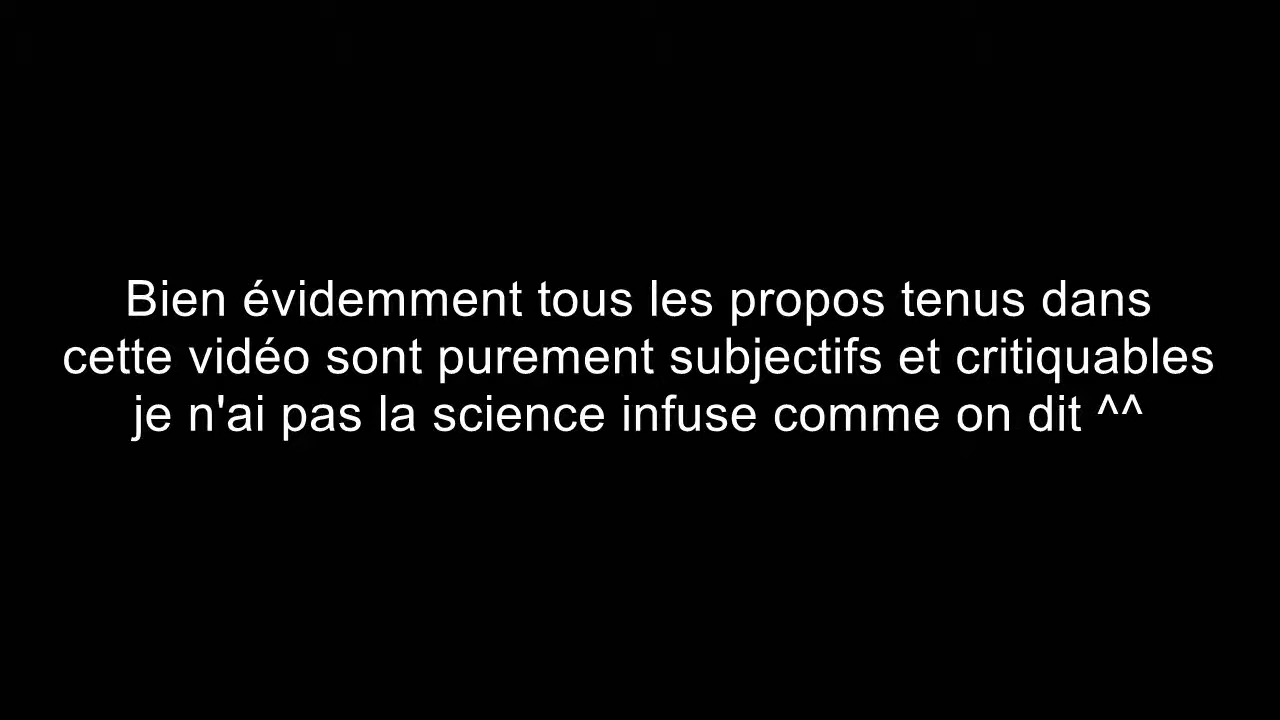 Bien évidemment tous les propos tenus dans
cette vidéo sont purement subjectifs et critiquables
je n'ai pas la science infuse comme on dit ^^